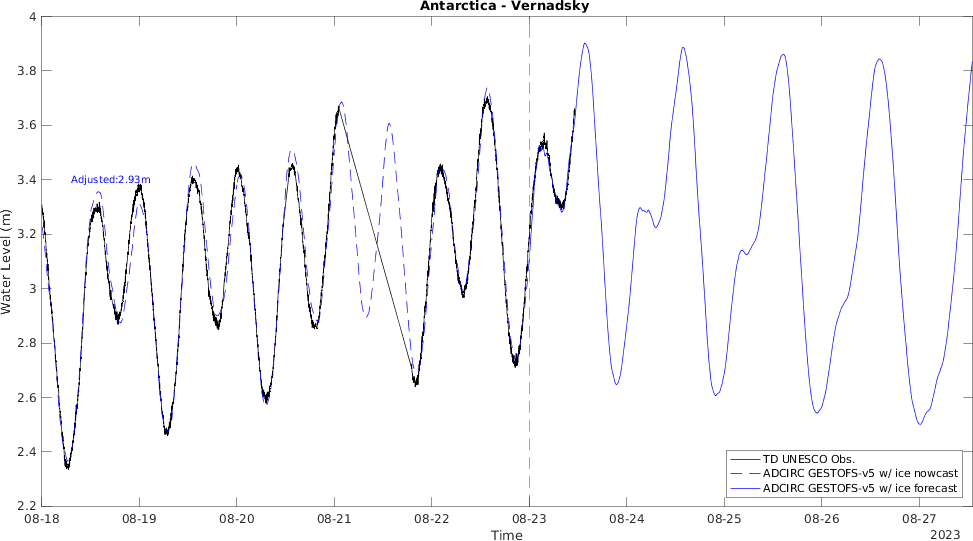 Antarctica - Vernadsky
4
3.8
3.6
3.4
3.2
3
2.8
2.6
2.4
2.2
Water Level (m)
Adjusted:2.93m
TD UNESCO Obs.
ADCIRC GESTOFS-v5 w/ ice nowcast
ADCIRC GESTOFS-v5 w/ ice forecast
08-18 08-19 08-20 08-21 08-22 08-23 08-24 08-25 08-26 08-27
Time
2023